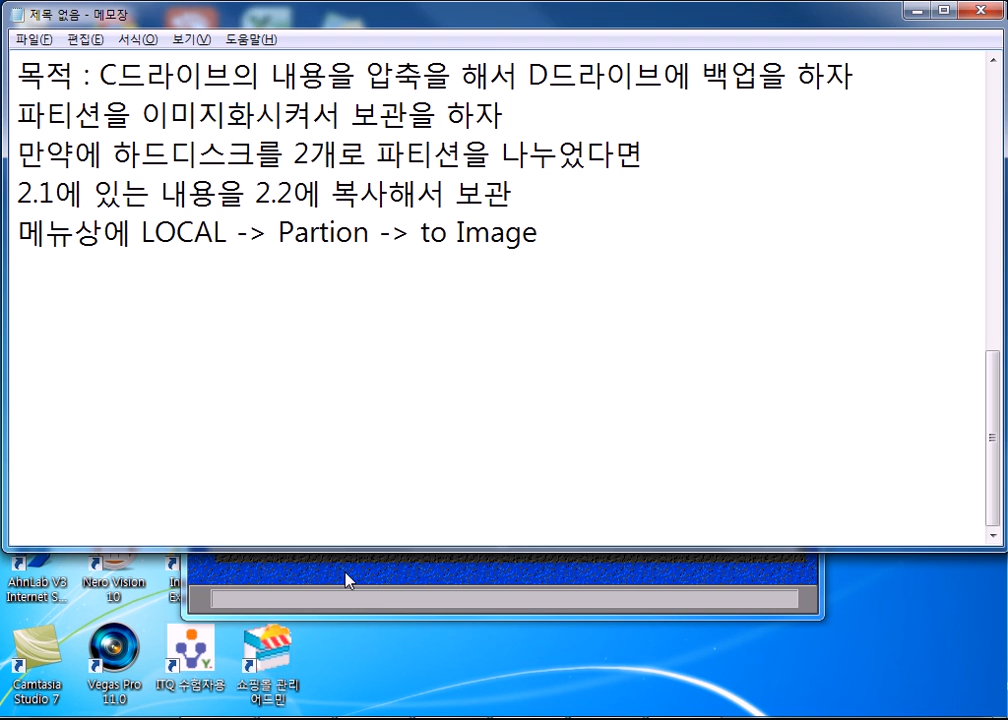 제목 없음 - 메모장
파일(F) 편집(E) 서식(O) 보기(V) 도움말(H)
목적 : C드라이브의 내용을 압축을 해서 D드라이브에 백업을 하자
파티션을 이미지화시켜서 보관을 하자
만약에 하드디스크를 2개로 파티션을 나누었다면
2.1에 있는 내용을 2.2에 복사해서 보관
메뉴상에 LOCAL -> Partion -> to Image
AhnLab V3
Internet S...
Nero Vision
10
In
Ex
Camtasia
Studio 7
Vegas Pro
11.0
ITQ 수험자용
쇼핑몰 관리
어드민